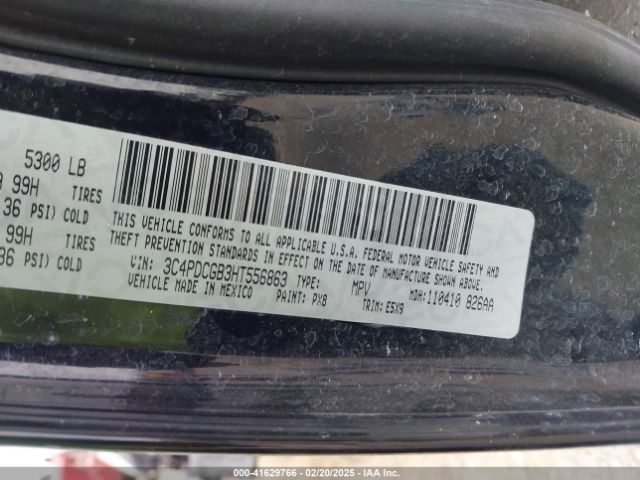 5300 LB
99H TIRES
36 PSI) COLD
99H TIRES
36 PSI) COLD
THIS VEHICLE CONFORMS TO ALL APPLICABLE U.S.A. FEDERAL MOTOR VEHICLE SAFETY AND
THEFT PREVENTION STANDARDS IN EFFECT ON THE DATE OF MANUFACTURE SHOWN ABOVE.
VIN: 3C4PDCGB3HT556863 TYPE: MPV MDH: 110410 826AA
VEHICLE MADE IN MEXICO PAINT: PX8 TRIM: E5X9
000-41629766 - 02/20/2025 - IAA Inc.